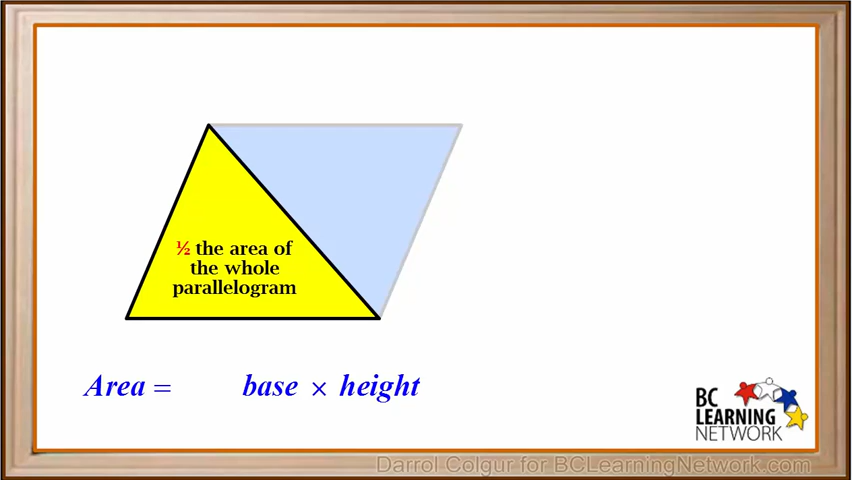 ½ the area of
the whole
parallelogram
Area = base × height
BC
LEARNING
NETWORK
Darrol Colgur for BCLearningNetwork.com